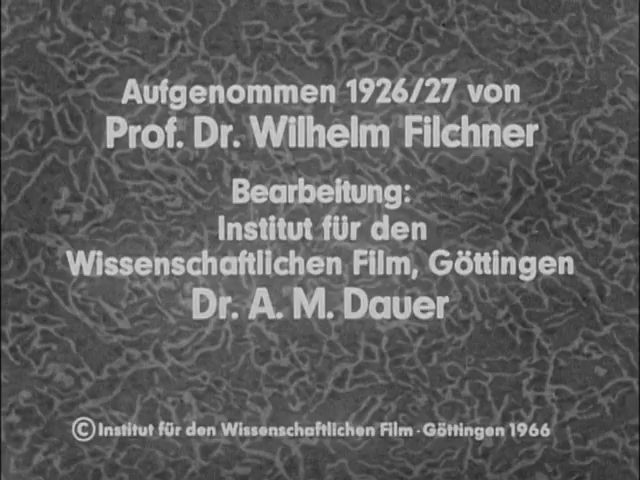 Aufgenommen 1926/27 von
Prof. Dr. Wilhelm Filchner
Bearbeitung:
Institut für den
Wissenschaftlichen Film, Göttingen
Dr. A. M. Dauer
© Institut für den Wissenschaftlichen Film - Göttingen 1966